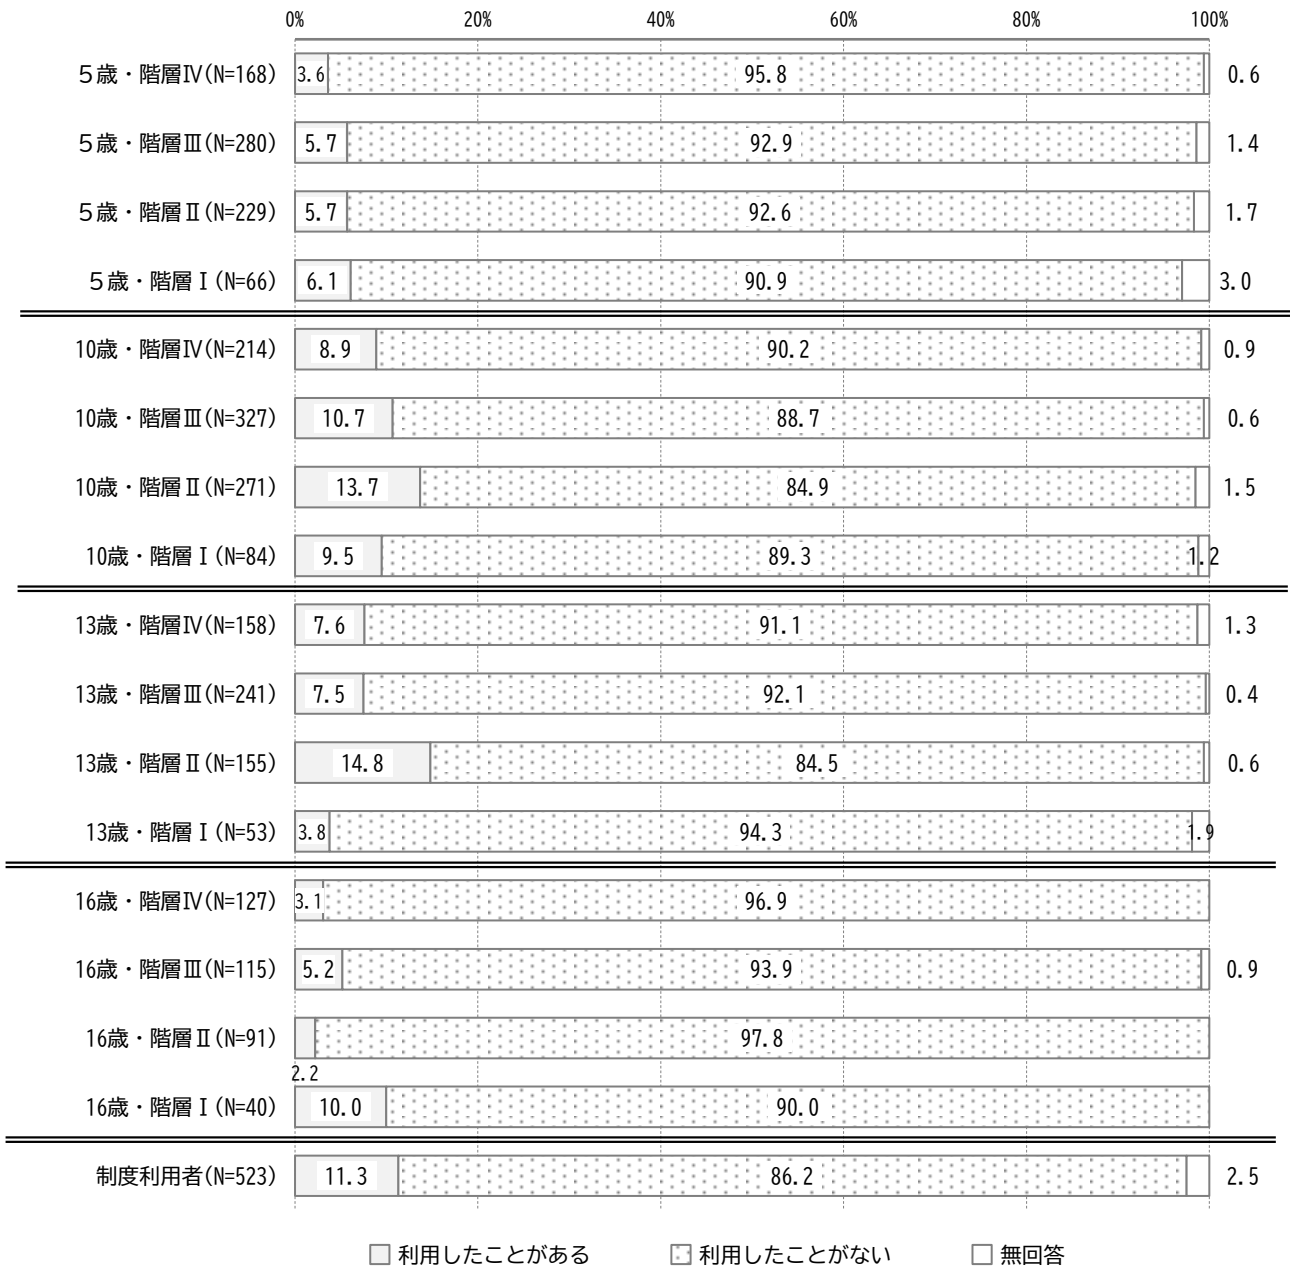 0% 20% 40% 60% 80% 100%
５歳・階層Ⅳ(N=168) 3.6 95.8 0.6
５歳・階層Ⅲ(N=280) 5.7 92.9 1.4
５歳・階層Ⅱ(N=229) 5.7 92.6 1.7
５歳・階層Ⅰ(N=66) 6.1 90.9 3.0
10歳・階層Ⅳ(N=214) 8.9 90.2 0.9
10歳・階層Ⅲ(N=327) 10.7 88.7 0.6
10歳・階層Ⅱ(N=271) 13.7 84.9 1.5
10歳・階層Ⅰ(N=84) 9.5 89.3 1.2
13歳・階層Ⅳ(N=158) 7.6 91.1 1.3
13歳・階層Ⅲ(N=241) 7.5 92.1 0.4
13歳・階層Ⅱ(N=155) 14.8 84.5 0.6
13歳・階層Ⅰ(N=53) 3.8 94.3 1.9
16歳・階層Ⅳ(N=127) 3.1 96.9
16歳・階層Ⅲ(N=115) 5.2 93.9 0.9
16歳・階層Ⅱ(N=91) 97.8
2.2
16歳・階層Ⅰ(N=40) 10.0 90.0
制度利用者(N=523) 11.3 86.2 2.5
利用したことがある 利用したことがない 無回答